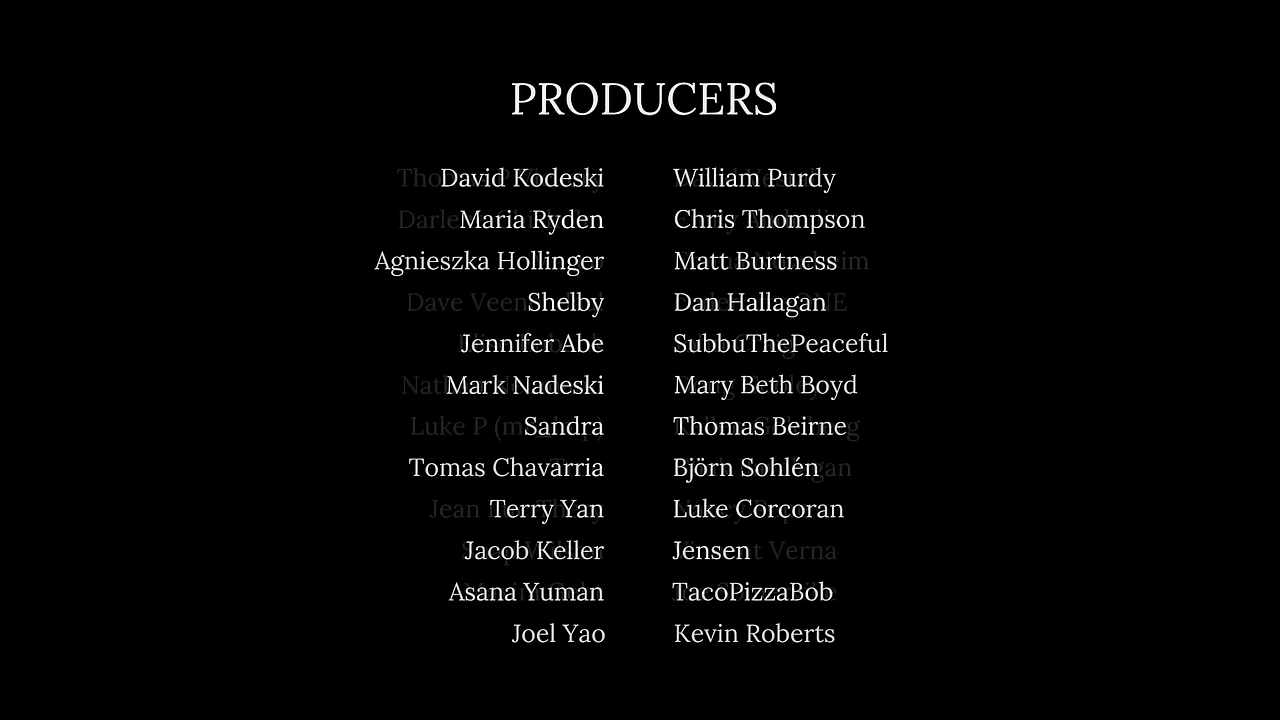 PRODUCERS
David Kodeski William Purdy
Maria Ryden Chris Thompson
Agnieszka Hollinger Matt Burtness
Shelby Dan Hallagan
Jennifer Abe SubbuThePeaceful
Mark Nadeski Mary Beth Boyd
Sandra Thomas Beirne
Tomas Chavarria Björn Sohlén
Terry Yan Luke Corcoran
Jacob Keller Jensen
Asana Yuman TacoPizzaBob
Joel Yao Kevin Roberts